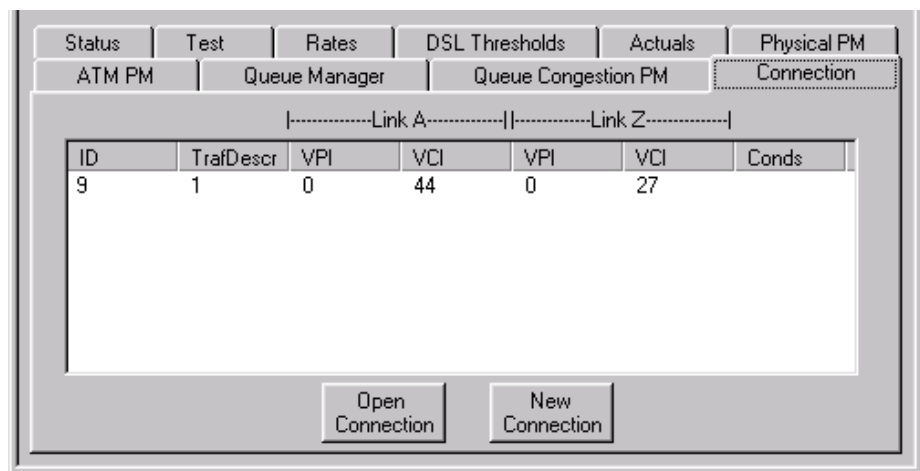 Status Test Rates DSL Thresholds Actuals Physical PM
ATM PM Queue Manager Queue Congestion PM Connection
|--------------Link A-------------||-------------Link Z--------------|
ID TrafDescr VPI VCI VPI VCI Conds
9 1 0 44 0 27
Open Connection
New Connection